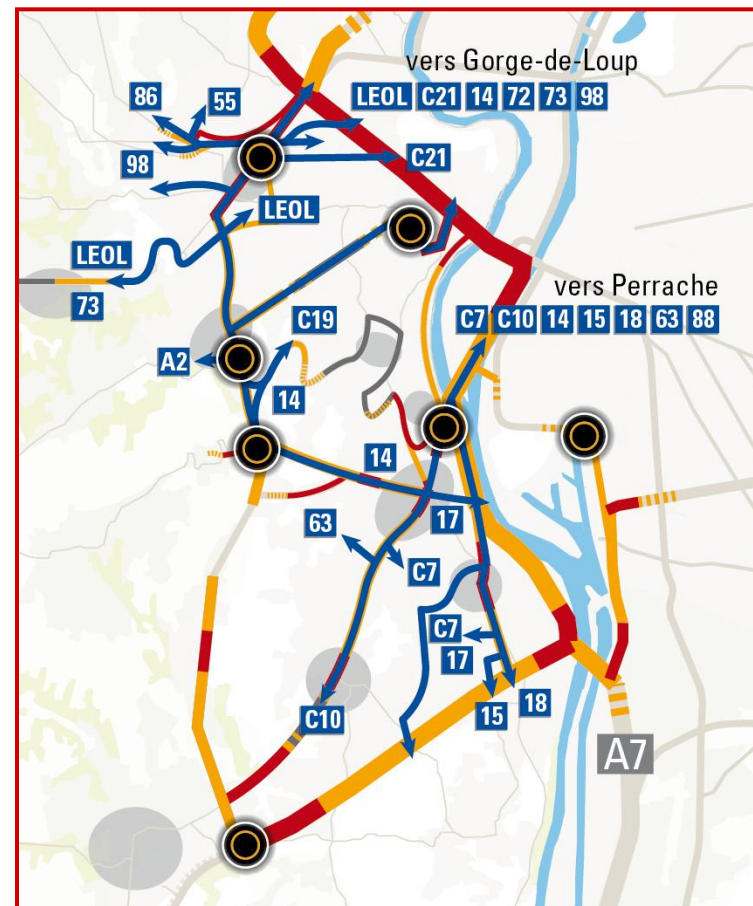 vers Gorge-de-Loup
LEOL C21 14 72 73 98
86
55
98
C21
LEOL
LEOL
73
vers Perrache
C7 C10 14 15 18 63 88
C19
A2
14
14
17
63
C7
C7
17
18
15
C10
A7